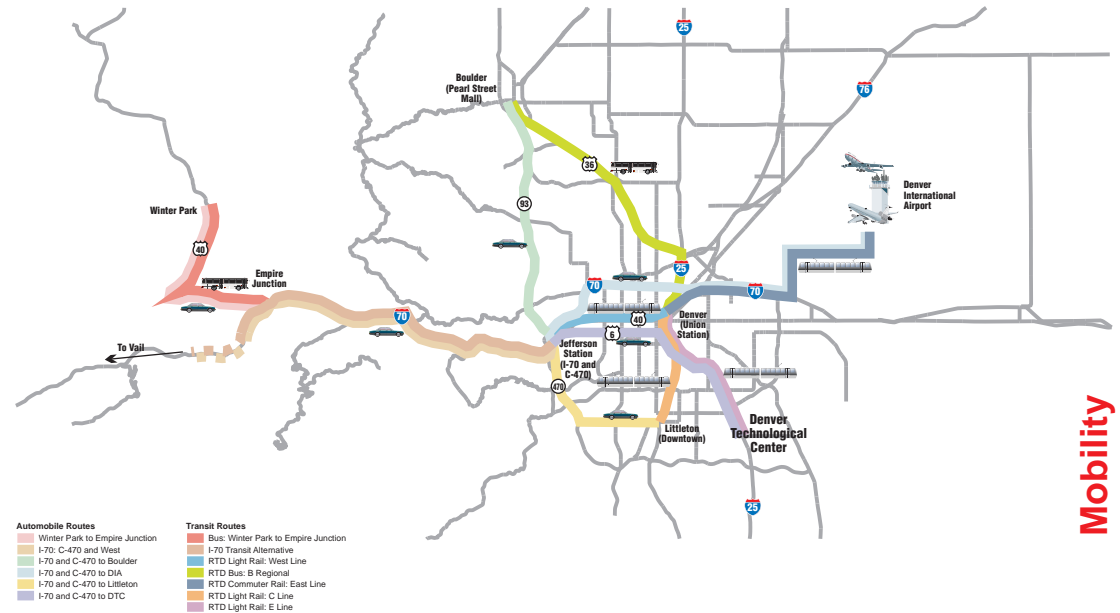 25
Boulder
(Pearl Street
Mall)
76
36
Denver
International
Airport
93
Winter Park
40
Empire
Junction
25
70
70
70
40
6
Denver
(Union
Station)
To Vail
Jefferson
Station
(I-70 and
C-470)
470
Littleton
(Downtown)
Denver
Technological
Center
25
Mobility
Automobile Routes
Winter Park to Empire Junction
I-70: C-470 and West
I-70 and C-470 to Boulder
I-70 and C-470 to DIA
I-70 and C-470 to Littleton
I-70 and C-470 to DTC
Transit Routes
Bus: Winter Park to Empire Junction
I-70 Transit Alternative
RTD Light Rail: West Line
RTD Bus: B Regional
RTD Commuter Rail: East Line
RTD Light Rail: C Line
RTD Light Rail: E Line